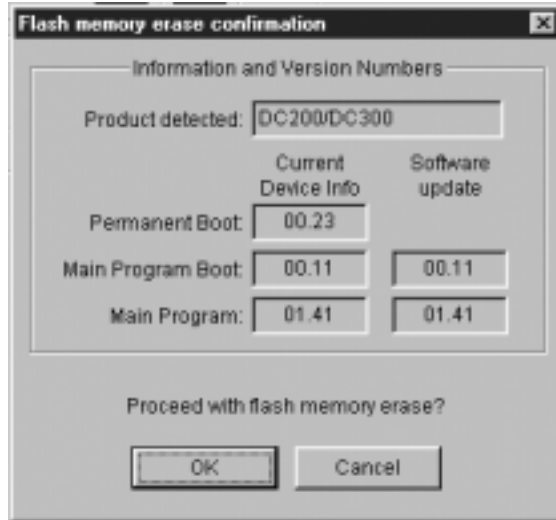 Flash memory erase confirmation
Information and Version Numbers
Product detected: DC200/DC300
Current Device Info
Software update
Permanent Boot: 00.23
Main Program Boot: 00.11 00.11
Main Program: 01.41 01.41
Proceed with flash memory erase?
OK Cancel